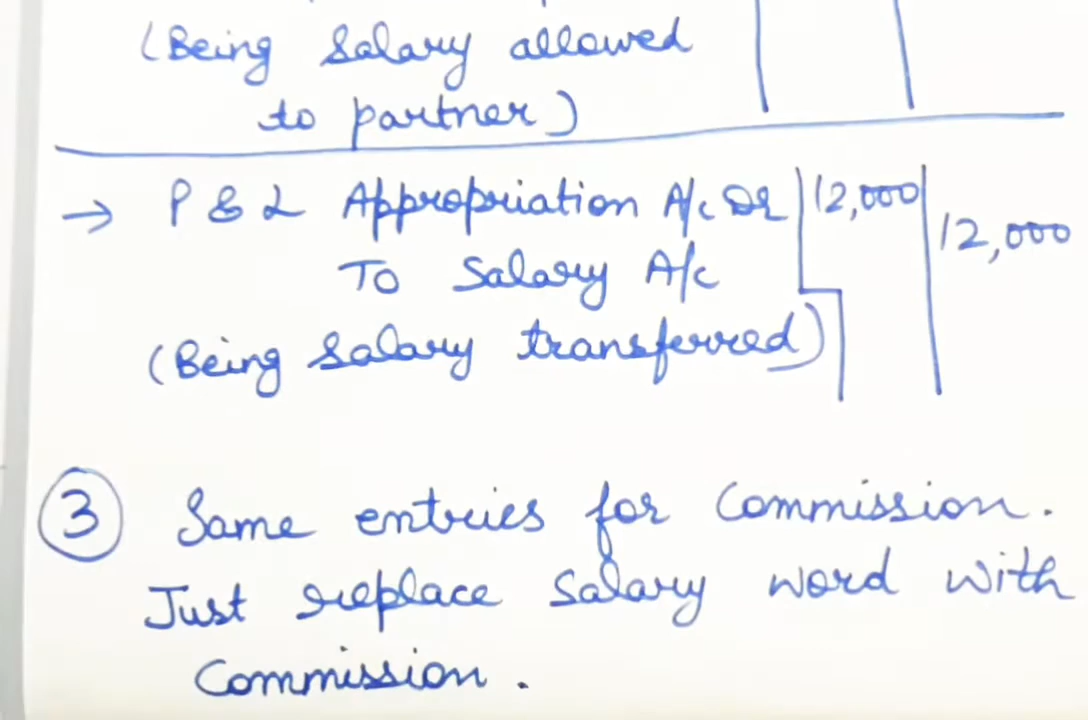 (Being Salary allowed
to partner)
→ P & L Appropriation A/c Dr 12,000
To Salary A/c 12,000
(Being Salary transferred)
3 Same entries for Commission.
Just replace Salary word with
Commission.